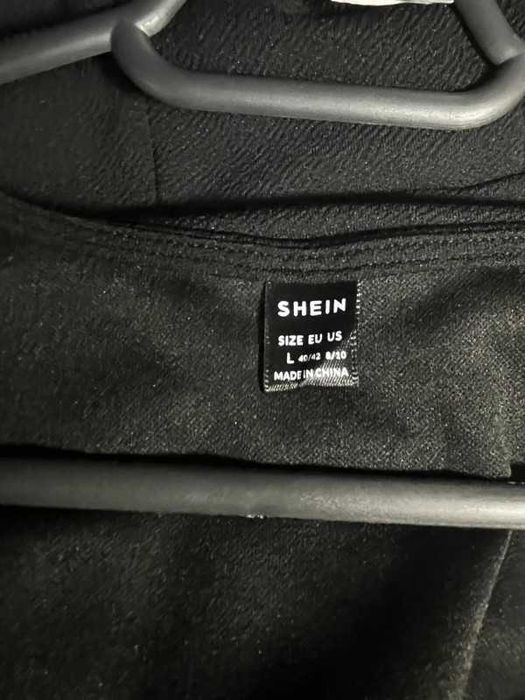 SHEIN
SIZE EU US
L 40/42 8/10
MADE IN CHINA